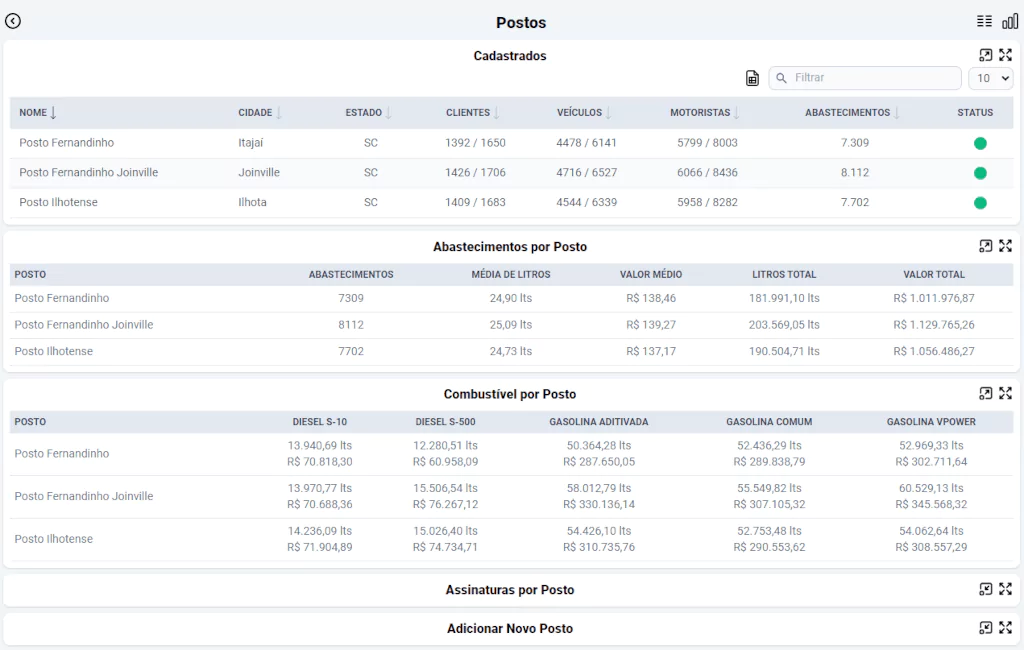 Postos
Cadastrados
Filtrar 10
NOME CIDADE ESTADO CLIENTES VEÍCULOS MOTORISTAS ABASTECIMENTOS STATUS
Posto Fernandinho Itajaí SC 1392 / 1650 4478 / 6141 5799 / 8003 7.309
Posto Fernandinho Joinville Joinville SC 1426 / 1706 4716 / 6527 6066 / 8436 8.112
Posto Ilhotense Ilhota SC 1409 / 1683 4544 / 6339 5958 / 8282 7.702
Abastecimentos por Posto
POSTO ABASTECIMENTOS MÉDIA DE LITROS VALOR MÉDIO LITROS TOTAL VALOR TOTAL
Posto Fernandinho 7309 24,90 lts R$ 138,46 181.991,10 lts R$ 1.011.976,87
Posto Fernandinho Joinville 8112 25,09 lts R$ 139,27 203.569,05 lts R$ 1.129.765,26
Posto Ilhotense 7702 24,73 lts R$ 137,17 190.504,71 lts R$ 1.056.486,27
Combustível por Posto
POSTO DIESEL S-10 DIESEL S-500 GASOLINA ADITIVADA GASOLINA COMUM GASOLINA VPOWER
Posto Fernandinho
13.940,69 lts 12.280,51 lts 50.364,28 lts 52.436,29 lts 52.969,33 lts
R$ 70.818,30 R$ 60.958,09 R$ 287.650,05 R$ 289.838,79 R$ 302.711,64
Posto Fernandinho Joinville
13.970,77 lts 15.506,54 lts 58.012,79 lts 55.549,82 lts 60.529,13 lts
R$ 70.688,36 R$ 76.267,12 R$ 330.136,14 R$ 307.105,32 R$ 345.568,32
Posto Ilhotense
14.236,09 lts 15.026,40 lts 54.426,10 lts 52.753,48 lts 54.062,64 lts
R$ 71.904,89 R$ 74.734,71 R$ 310.735,76 R$ 290.553,62 R$ 308.557,29
Assinaturas por Posto
Adicionar Novo Posto